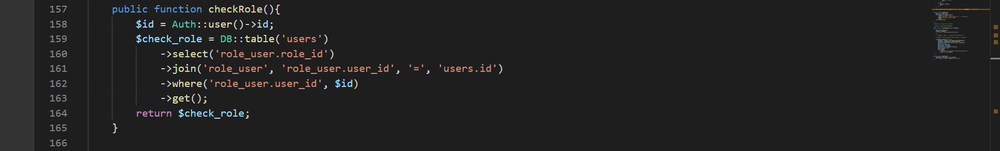 157 public function checkRole(){
158 $id = Auth::user()->id;
159 $check_role = DB::table('users')
160 ->select('role_user.role_id')
161 ->join('role_user', 'role_user.user_id', '=', 'users.id')
162 ->where('role_user.user_id', $id)
163 ->get();
164 return $check_role;
165 }
166